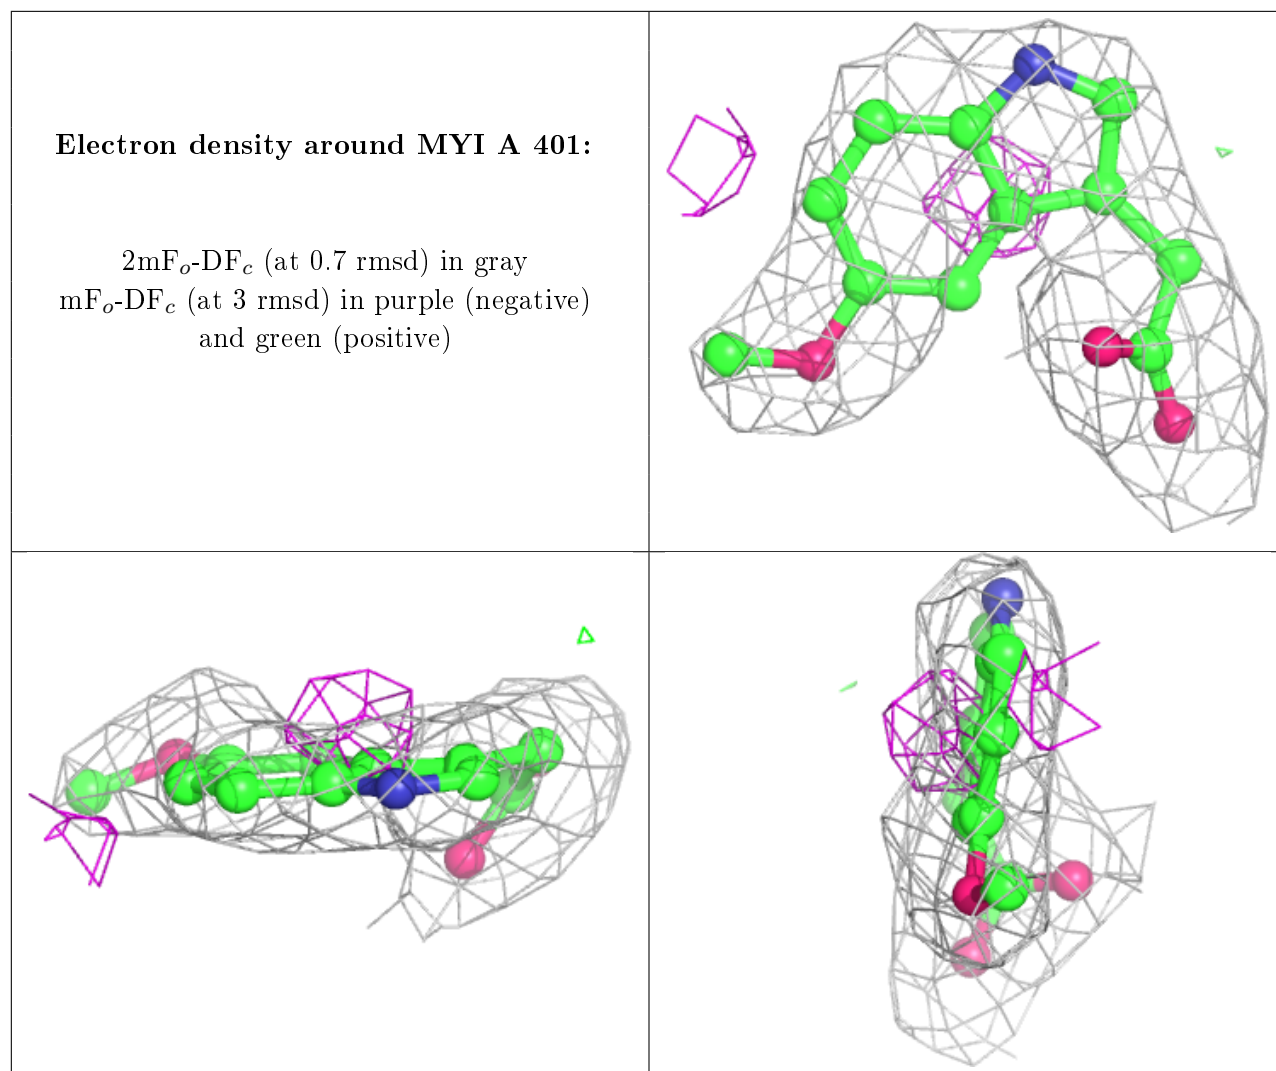 Electron density around MYI A 401:
2mFo-DFc (at 0.7 rmsd) in gray
mFo-DFc (at 3 rmsd) in purple (negative)
and green (positive)